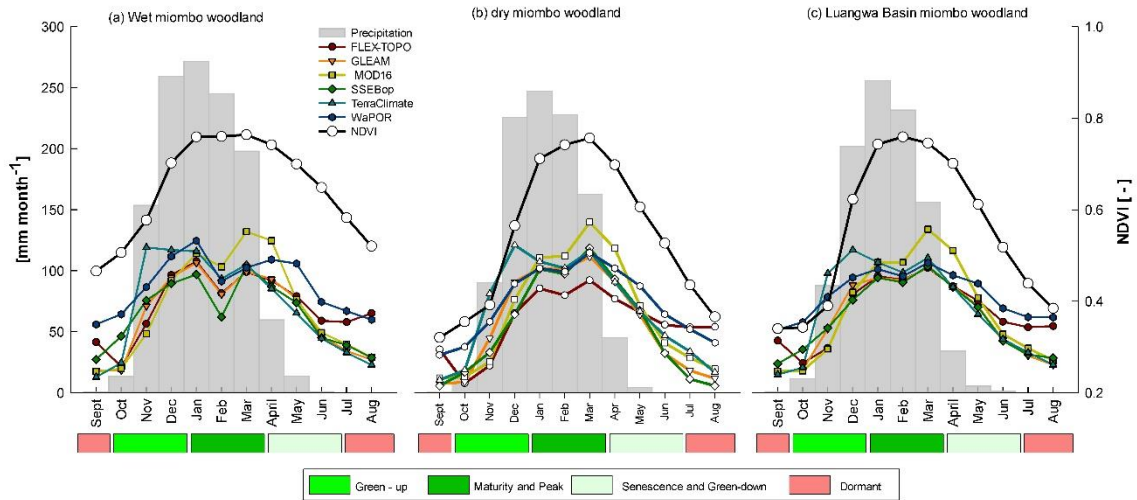 (a) Wet miombo woodland
(b) dry miombo woodland
(c) Luangwa Basin miombo woodland
300
250
200
150
100
50
0
[mm month-1]
Precipitation
FLEX-TOPO
GLEAM
MOD16
SSEBop
TerraClimate
WaPOR
NDVI
1.0
0.8
0.6
0.4
0.2
NDVI [ - ]
Sept Oct Nov Dec Jan Feb Mar April May Jun Jul Aug
Sept Oct Nov Dec Jan Feb Mar Apr May Jun Jul Aug
Sept Oct Nov Dec Jan Feb Mar April May Jun Jul Aug
Green - up Maturity and Peak Senescence and Green-down Dormant